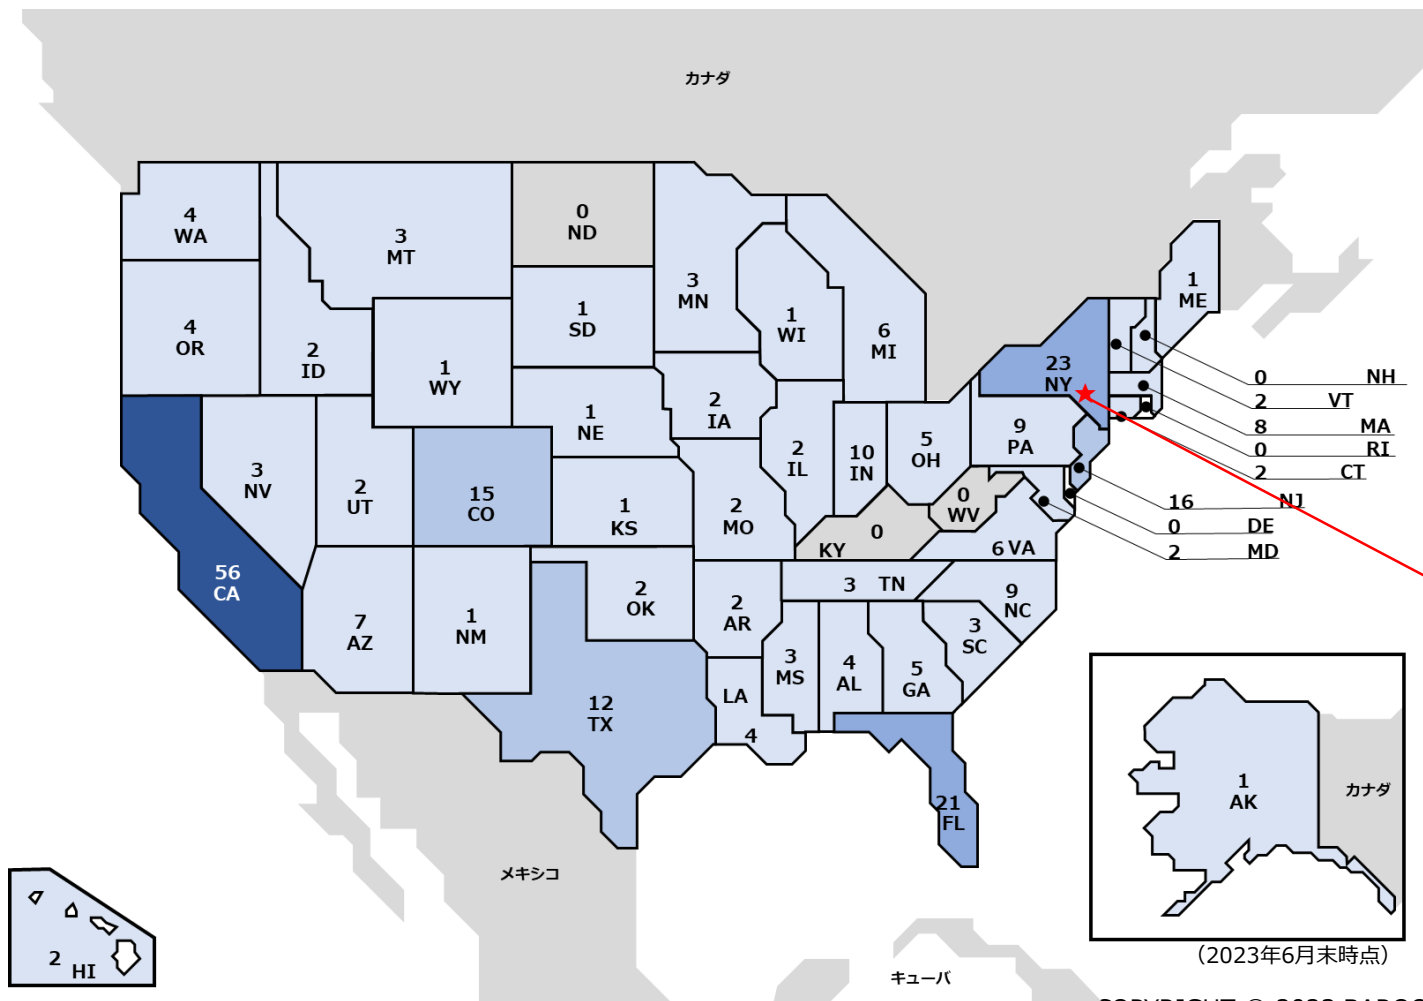 カナダ
4
WA
3
MT
0
ND
3
MN
1
WI
6
MI
1
ME
4
OR
2
ID
1
WY
1
SD
1
NE
2
IA
2
IL
10
IN
5
OH
9
PA
23
NY
0 NH
2 VT
8 MA
0 RI
2 CT
16 NJ
0 DE
2 MD
3
NV
2
UT
15
CO
1
KS
2
MO
0
KY
0
WV
6 VA
56
CA
7
AZ
1
NM
2
OK
2
AR
3 TN
9
NC
3
SC
12
TX
LA
4
3
MS
4
AL
5
GA
21
FL
1
AK
カナダ
メキシコ
2
HI
キューバ
(2023年6月末時点)